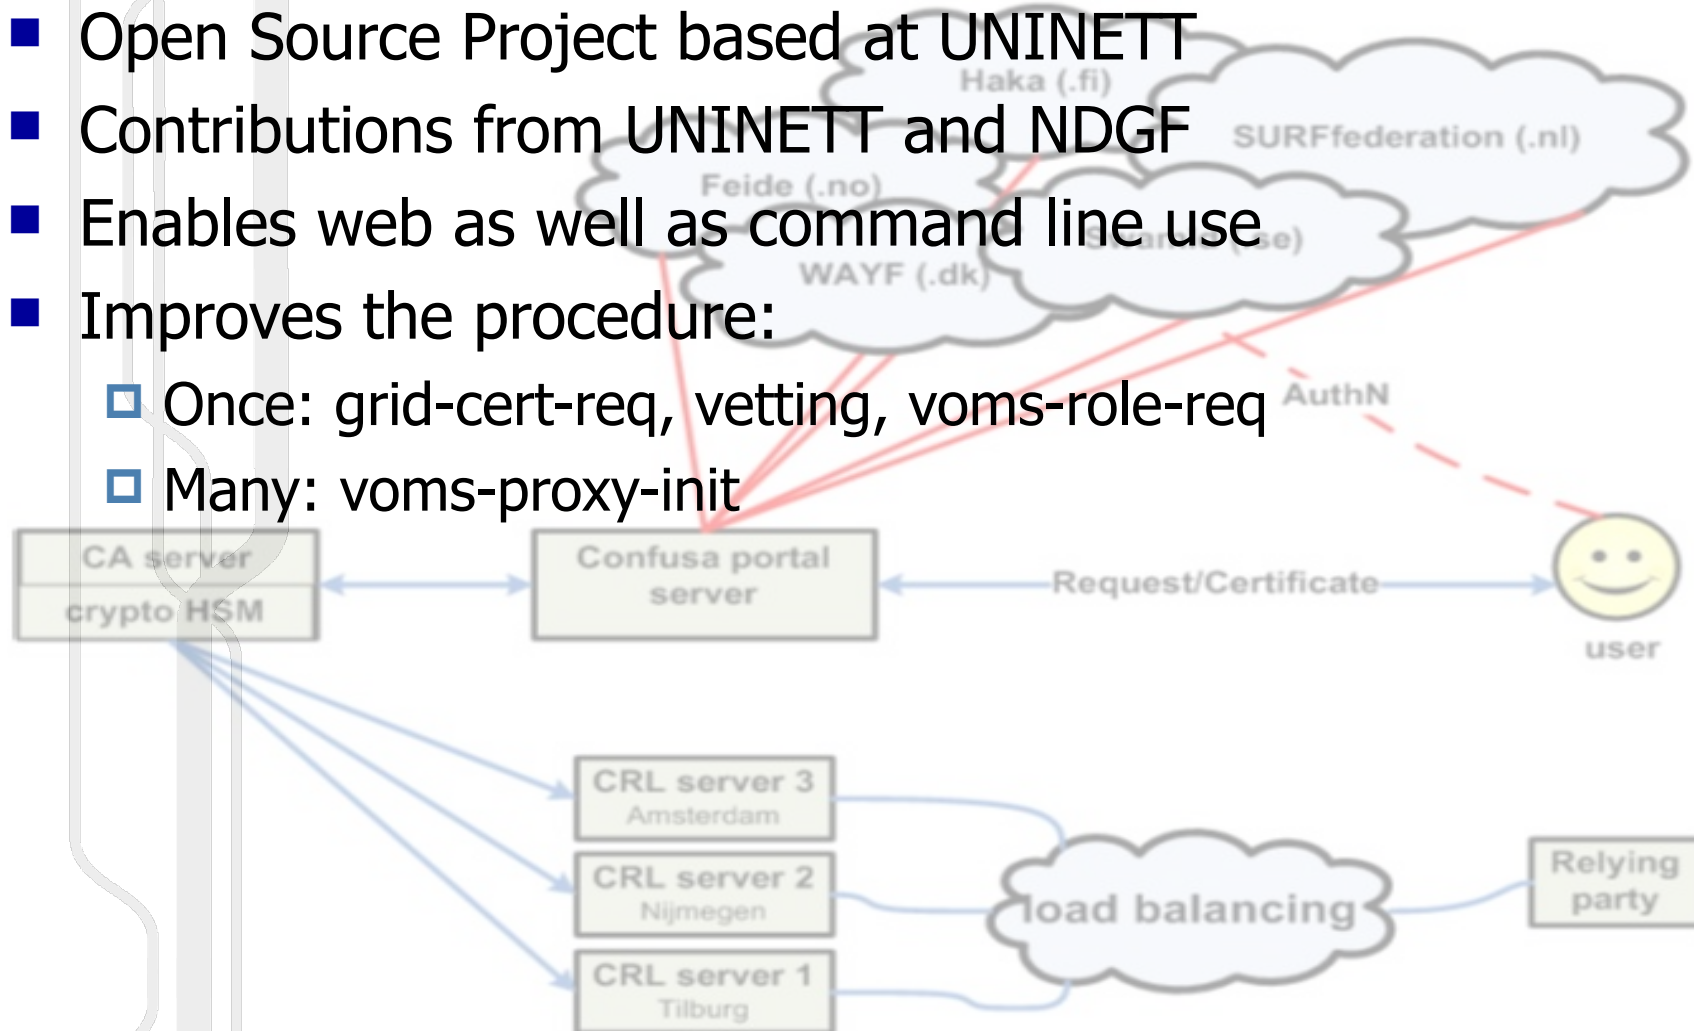 Open Source Project based at UNINETT
Contributions from UNINETT and NDGF
Enables web as well as command line use
Improves the procedure:
Once: grid-cert-req, vetting, voms-role-req
Many: voms-proxy-init
Haka (.fi)
SURFfederation (.nl)
Feide (.no)
Swamid (.se)
WAYF (.dk)
AuthN
CA server
crypto HSM
Confusa portal
server
Request/Certificate
user
CRL server 3
Amsterdam
CRL server 2
Nijmegen
CRL server 1
Tilburg
load balancing
Relying
party